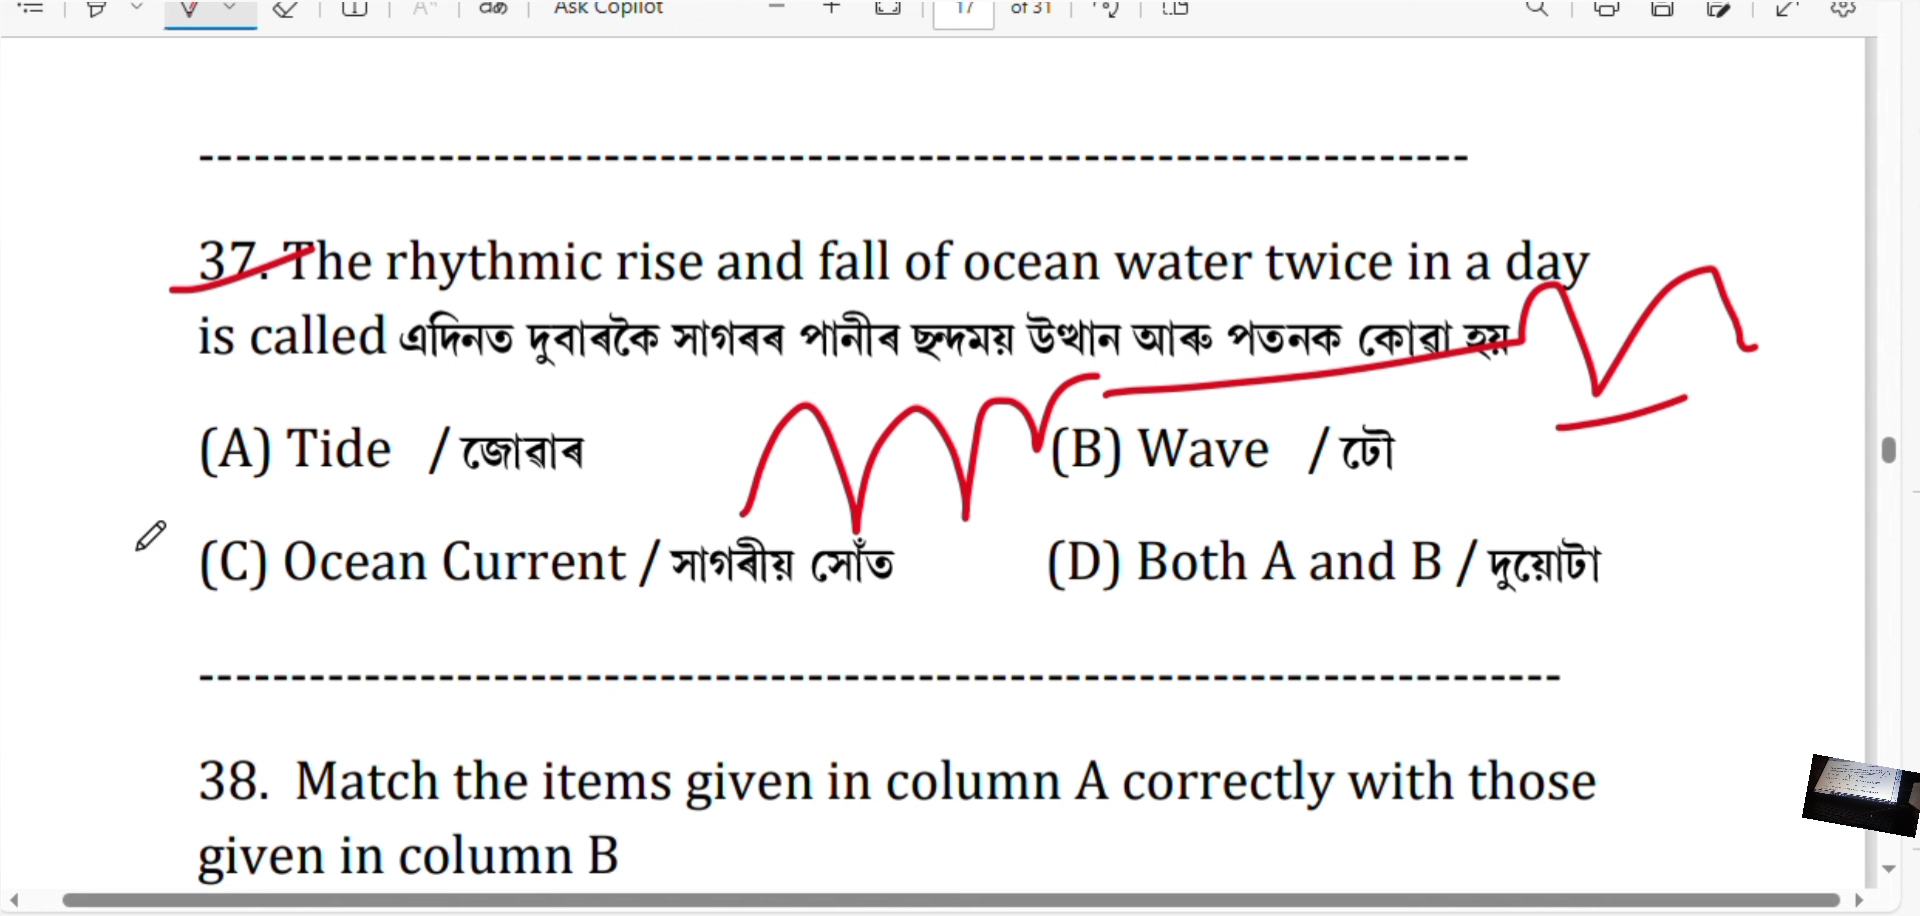 Ask Copilot 17 of 31
37. The rhythmic rise and fall of ocean water twice in a day
is called এদিনত দুবাৰকৈ সাগৰৰ পানীৰ ছন্দময় উত্থান আৰু পতনক কোৱা হয়
(A) Tide / জোৱাৰ (B) Wave / ঢৌ
(C) Ocean Current / সাগৰীয় সোঁত (D) Both A and B / দুয়োটা
38. Match the items given in column A correctly with those
given in column B